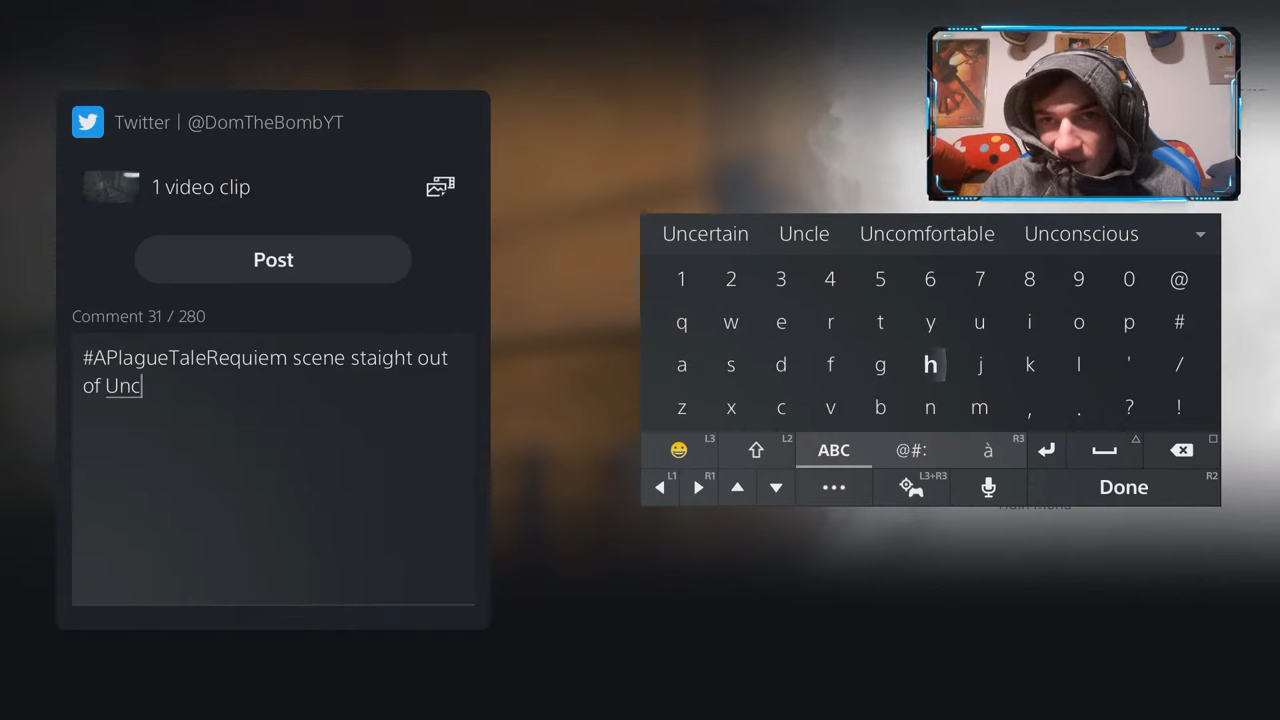 Twitter | @DomTheBombYT
1 video clip
Post
Comment 31 / 280
#APlagueTaleRequiem scene staight out
of Unc
Uncertain Uncle Uncomfortable Unconscious
1 2 3 4 5 6 7 8 9 0 @
q w e r t y u i o p #
a s d f g h j k l ' /
z x c v b n m , . ? !
L3 L2 ABC @#: à R3 △ □
L1 R1 ••• L3+R3 Done R2
Main Menu